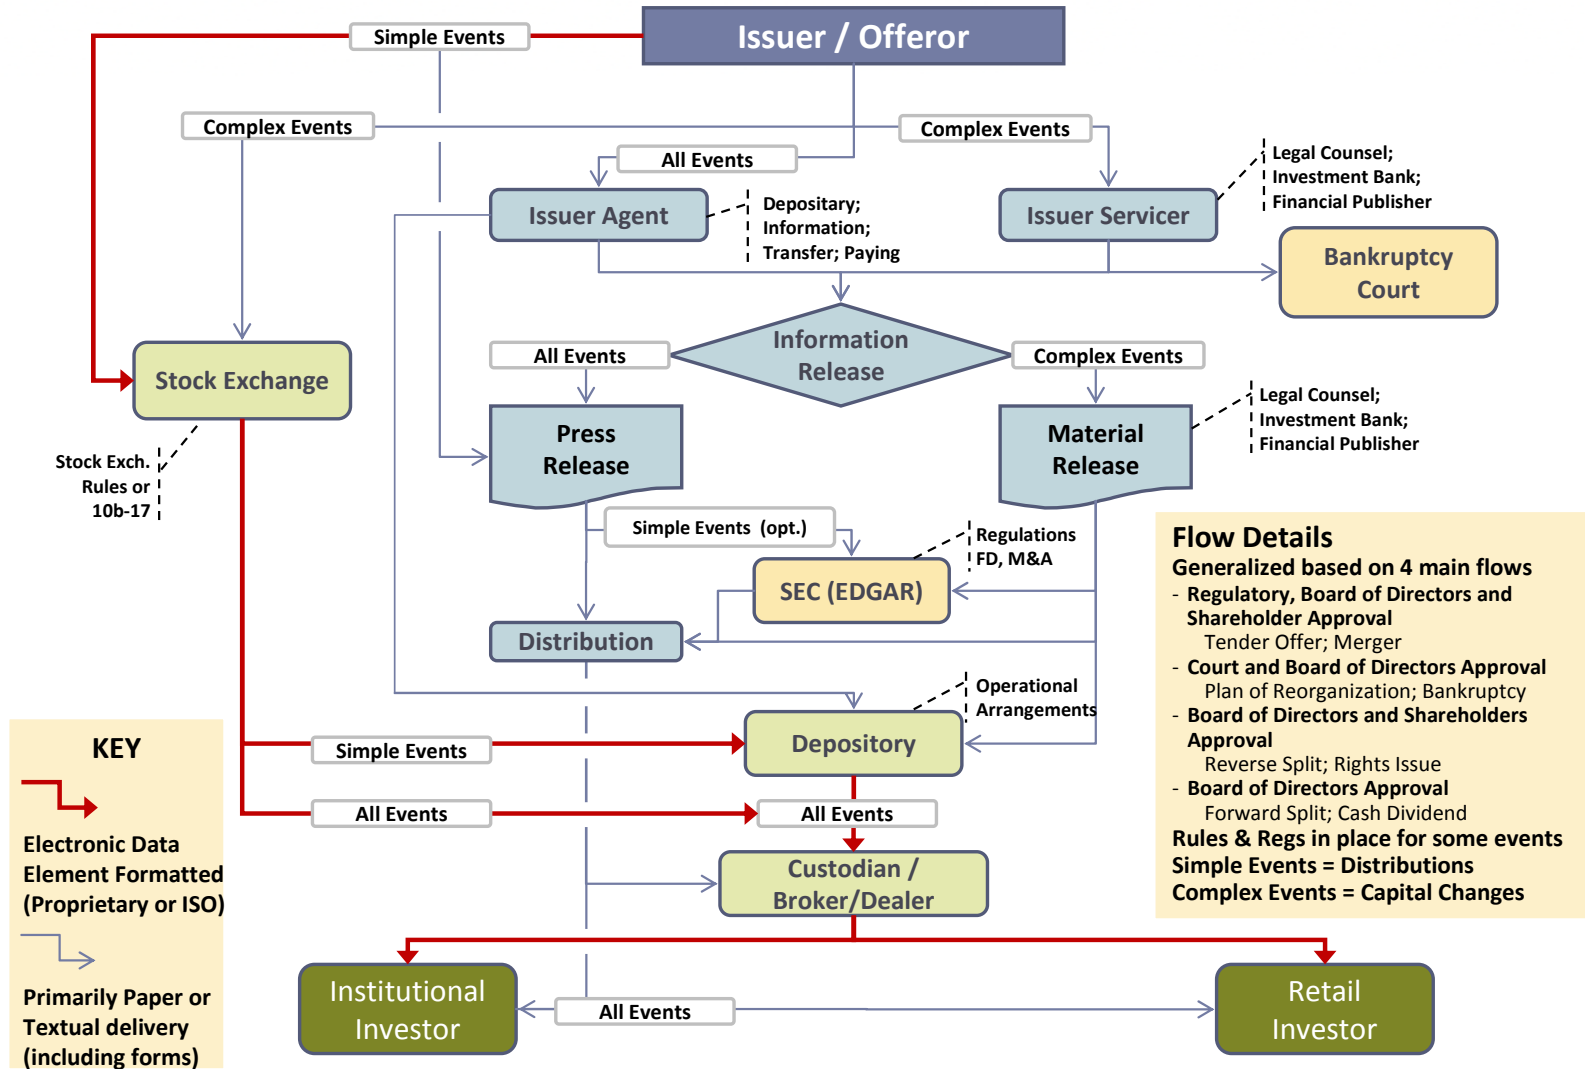 Simple Events
Issuer / Offeror
Complex Events
Complex Events
All Events
Legal Counsel;
Investment Bank;
Financial Publisher
Issuer Agent
Depositary;
Information;
Transfer; Paying
Issuer Servicer
Bankruptcy
Court
Information
Release
All Events
Complex Events
Stock Exchange
Legal Counsel;
Investment Bank;
Financial Publisher
Press
Release
Material
Release
Stock Exch.
Rules or
10b-17
Simple Events (opt.)
Regulations
FD, M&A
SEC (EDGAR)
Distribution
Operational
Arrangements
Depository
Simple Events
All Events
All Events
Custodian /
Broker/Dealer
Institutional
Investor
All Events
Retail
Investor
KEY
Electronic Data
Element Formatted
(Proprietary or ISO)
Primarily Paper or
Textual delivery
(including forms)
Flow Details
Generalized based on 4 main flows
- Regulatory, Board of Directors and
Shareholder Approval
Tender Offer; Merger
- Court and Board of Directors Approval
Plan of Reorganization; Bankruptcy
- Board of Directors and Shareholders
Approval
Reverse Split; Rights Issue
- Board of Directors Approval
Forward Split; Cash Dividend
Rules & Regs in place for some events
Simple Events = Distributions
Complex Events = Capital Changes